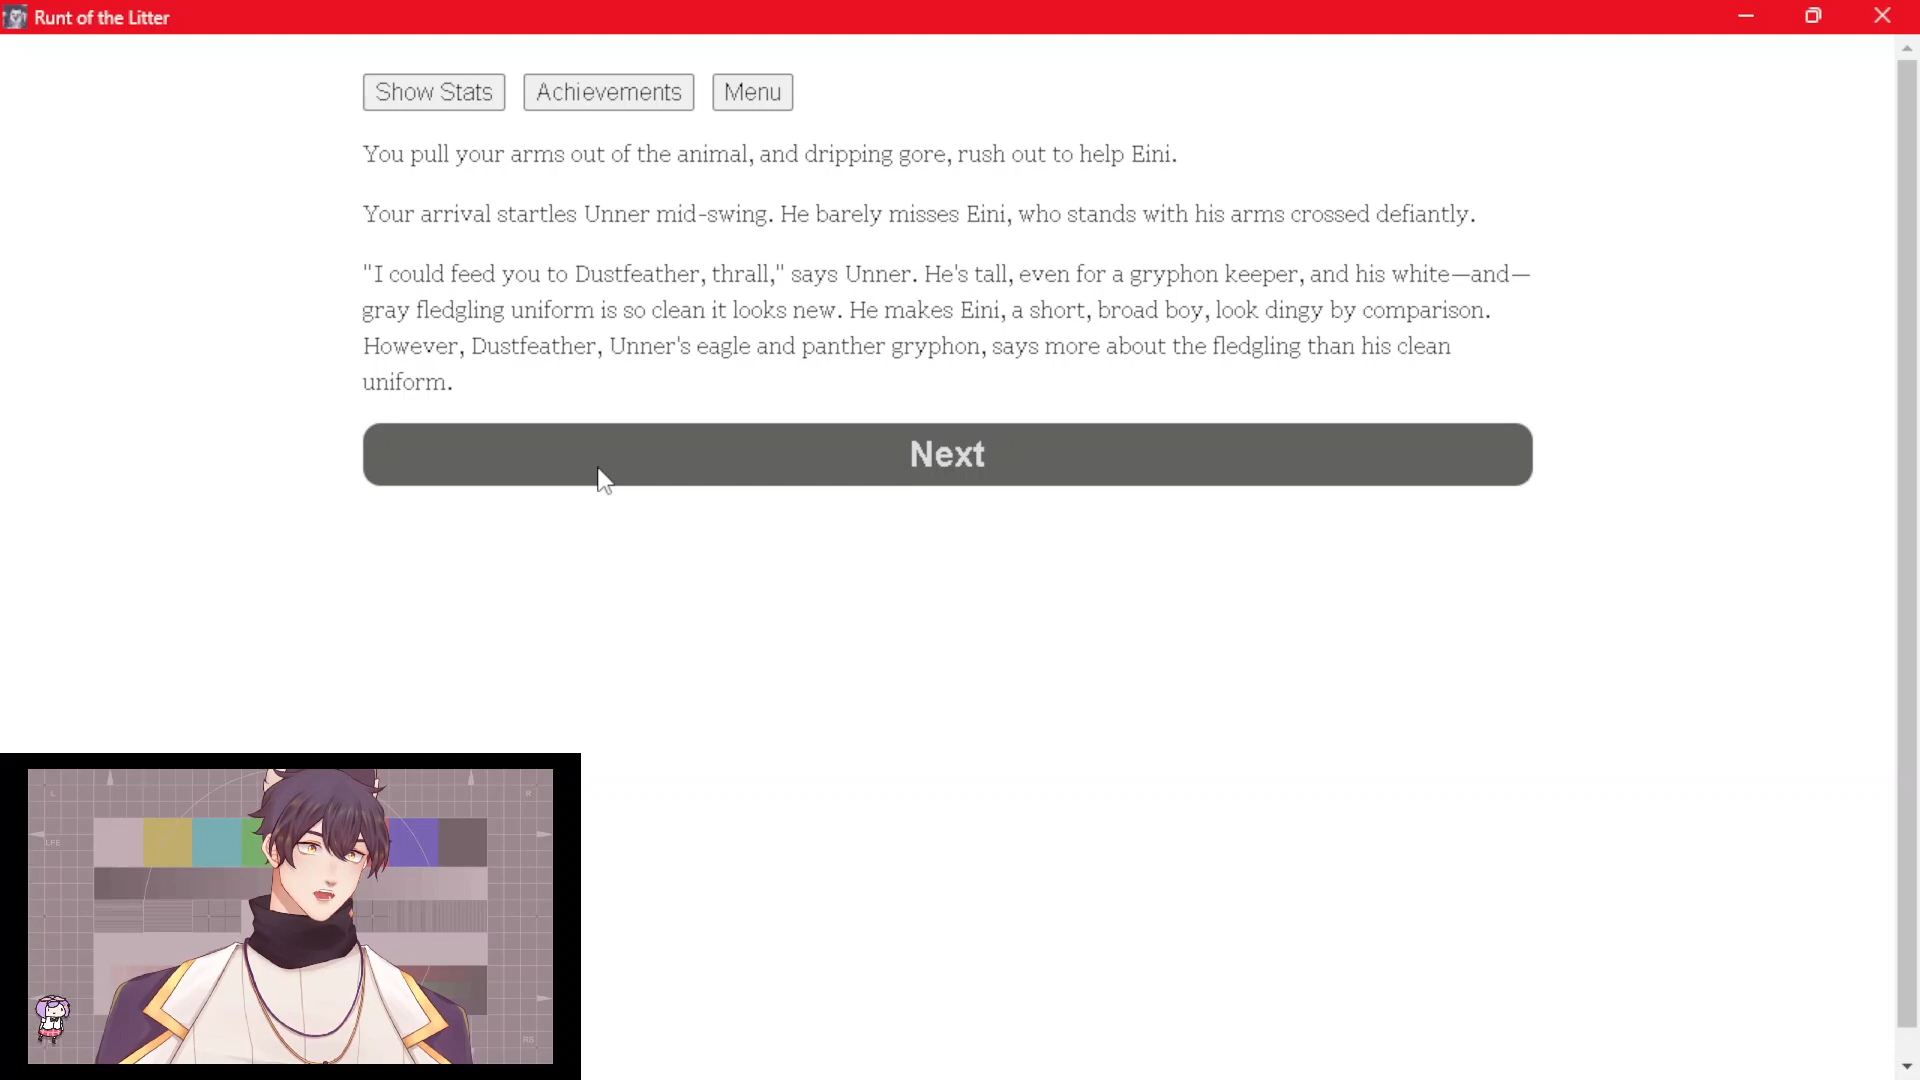 Runt of the Litter
Show Stats Achievements Menu
You pull your arms out of the animal, and dripping gore, rush out to help Eini.
Your arrival startles Unner mid-swing. He barely misses Eini, who stands with his arms crossed defiantly.
"I could feed you to Dustfeather, thrall," says Unner. He's tall, even for a gryphon keeper, and his white—and—
gray fledgling uniform is so clean it looks new. He makes Eini, a short, broad boy, look dingy by comparison.
However, Dustfeather, Unner's eagle and panther gryphon, says more about the fledgling than his clean
uniform.
Next
L R
LFE
RS